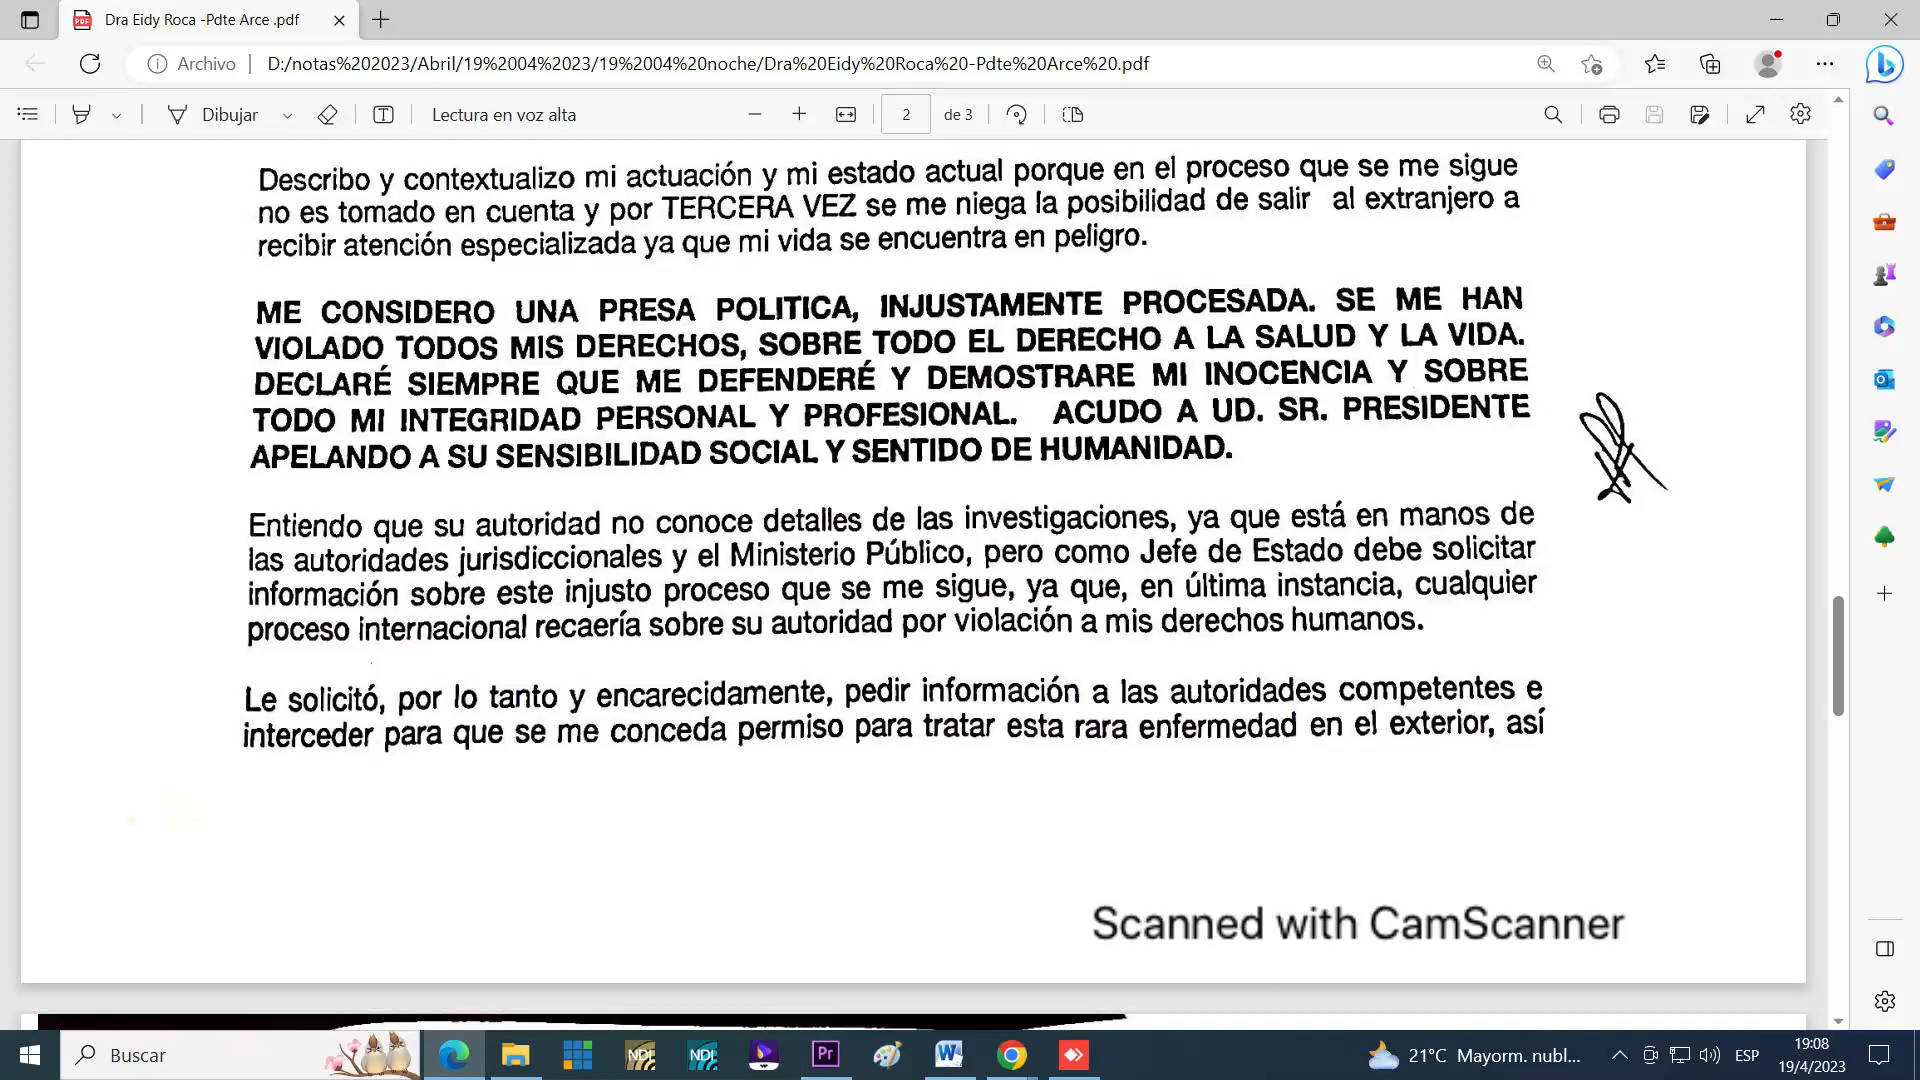 Dra Eidy Roca -Pdte Arce .pdf
Archivo
D:/notas%202023/Abril/19%2004%2023/19%2004%20noche/Dra%20Eidy%20Roca%20-Pdte%20Arce%20.pdf
Dibujar
Lectura en voz alta
2
de 3
Describo y contextualizo mi actuación y mi estado actual porque en el proceso que se me sigue
no es tomado en cuenta y por TERCERA VEZ se me niega la posibilidad de salir al extranjero a
recibir atención especializada ya que mi vida se encuentra en peligro.
ME CONSIDERO UNA PRESA POLITICA, INJUSTAMENTE PROCESADA. SE ME HAN
VIOLADO TODOS MIS DERECHOS, SOBRE TODO EL DERECHO A LA SALUD Y LA VIDA.
DECLARÉ SIEMPRE QUE ME DEFENDERÉ Y DEMOSTRARE MI INOCENCIA Y SOBRE
TODO MI INTEGRIDAD PERSONAL Y PROFESIONAL. ACUDO A UD. SR. PRESIDENTE
APELANDO A SU SENSIBILIDAD SOCIAL Y SENTIDO DE HUMANIDAD.
Entiendo que su autoridad no conoce detalles de las investigaciones, ya que está en manos de
las autoridades jurisdiccionales y el Ministerio Público, pero como Jefe de Estado debe solicitar
información sobre este injusto proceso que se me sigue, ya que, en última instancia, cualquier
proceso internacional recaería sobre su autoridad por violación a mis derechos humanos.
Le solicitó, por lo tanto y encarecidamente, pedir información a las autoridades competentes e
interceder para que se me conceda permiso para tratar esta rara enfermedad en el exterior, así
Scanned with CamScanner
Buscar
NDI
NDI
Pr
W
21°C Mayorm. nubl...
ESP
19:08
19/4/2023